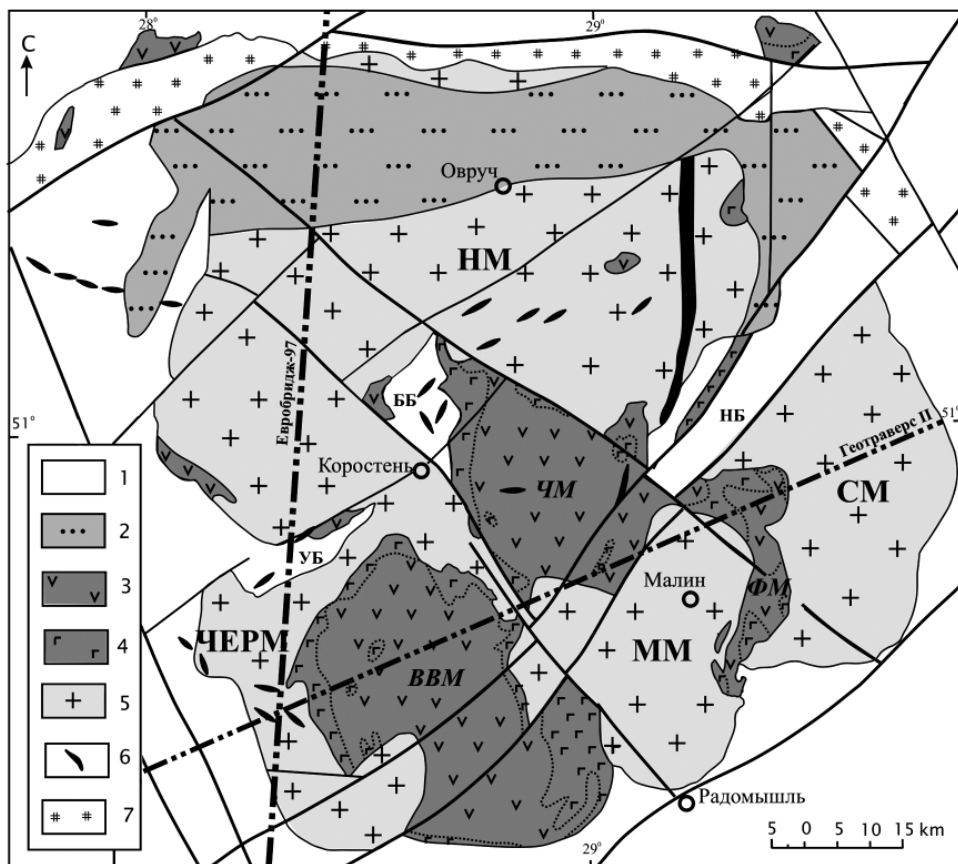 28°
29°
С
Овруч
НМ
Евробридж-97
ББ
НБ
51°
51°
Геотраверс II
Коростень
ЧМ
СМ
УБ
Малин
ФМ
ЧЕРМ
ММ
ВВМ
Радомышль
1
2
3
4
5
6
7
29°
5 0 5 10 15 km